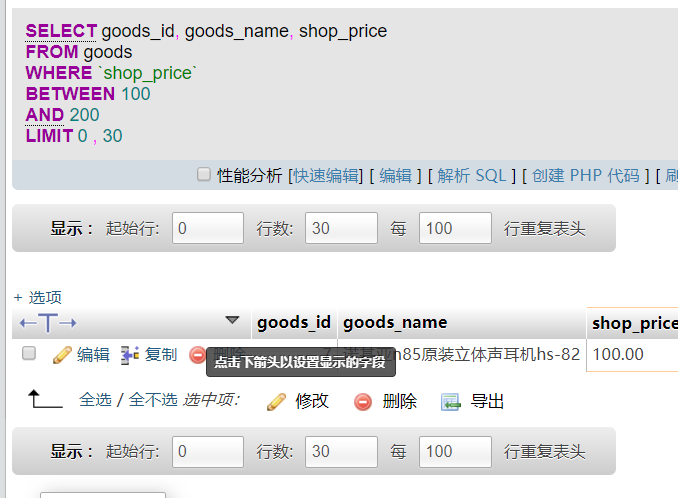 SELECT goods_id, goods_name, shop_price
FROM goods
WHERE `shop_price`
BETWEEN 100
AND 200
LIMIT 0 , 30
性能分析 [快速编辑] [ 编辑 ] [ 解析 SQL ] [ 创建 PHP 代码 ] [ 刷
显示 : 起始行: 0 行数: 30 每 100 行重复表头
+ 选项
←T→ goods_id goods_name shop_price
编辑 复制 删除 7 诺基亚n85原装立体声耳机hs-82 100.00
点击下箭头以设置显示的字段
全选 / 全不选 选中项: 修改 删除 导出
显示 : 起始行: 0 行数: 30 每 100 行重复表头